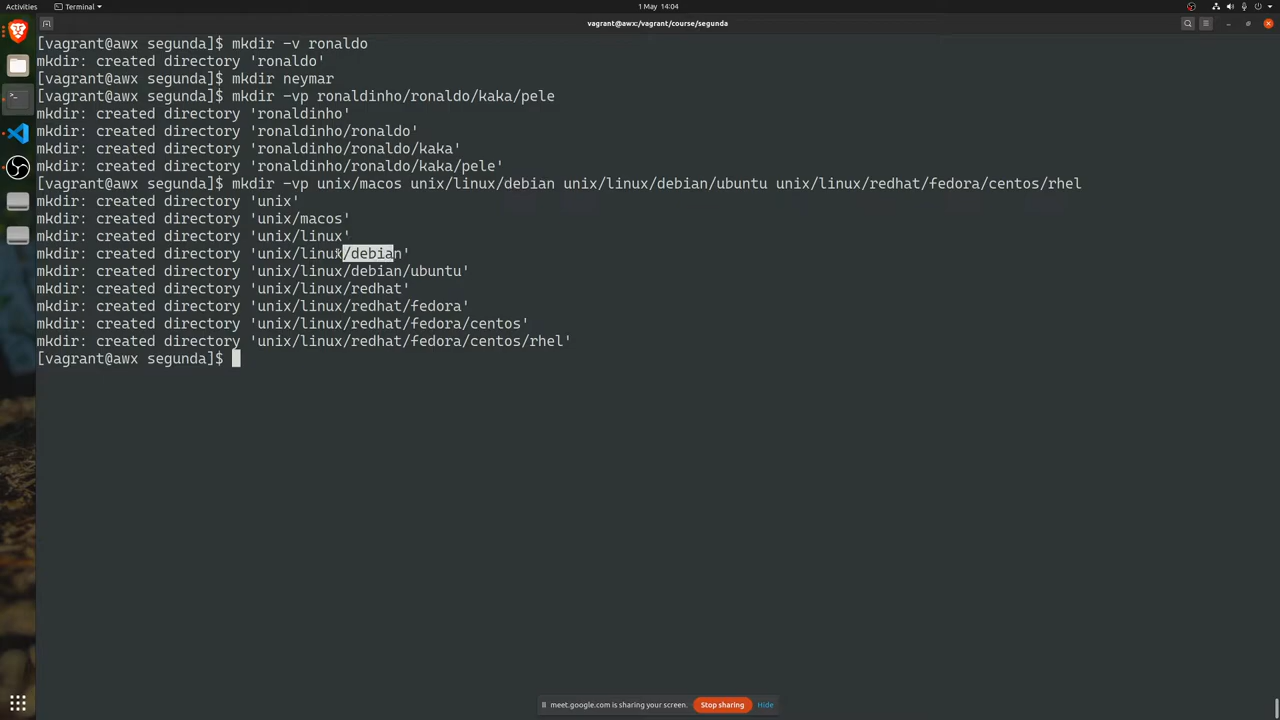 Activities
Terminal
1 May 14:04
vagrant@awx:/vagrant/course/segunda
[vagrant@awx segunda]$ mkdir -v ronaldo
mkdir: created directory 'ronaldo'
[vagrant@awx segunda]$ mkdir neymar
[vagrant@awx segunda]$ mkdir -vp ronaldinho/ronaldo/kaka/pele
mkdir: created directory 'ronaldinho'
mkdir: created directory 'ronaldinho/ronaldo'
mkdir: created directory 'ronaldinho/ronaldo/kaka'
mkdir: created directory 'ronaldinho/ronaldo/kaka/pele'
[vagrant@awx segunda]$ mkdir -vp unix/macos unix/linux/debian unix/linux/debian/ubuntu unix/linux/redhat/fedora/centos/rhel
mkdir: created directory 'unix'
mkdir: created directory 'unix/macos'
mkdir: created directory 'unix/linux'
mkdir: created directory 'unix/linux/debian'
mkdir: created directory 'unix/linux/debian/ubuntu'
mkdir: created directory 'unix/linux/redhat'
mkdir: created directory 'unix/linux/redhat/fedora'
mkdir: created directory 'unix/linux/redhat/fedora/centos'
mkdir: created directory 'unix/linux/redhat/fedora/centos/rhel'
[vagrant@awx segunda]$
meet.google.com is sharing your screen.
Stop sharing
Hide